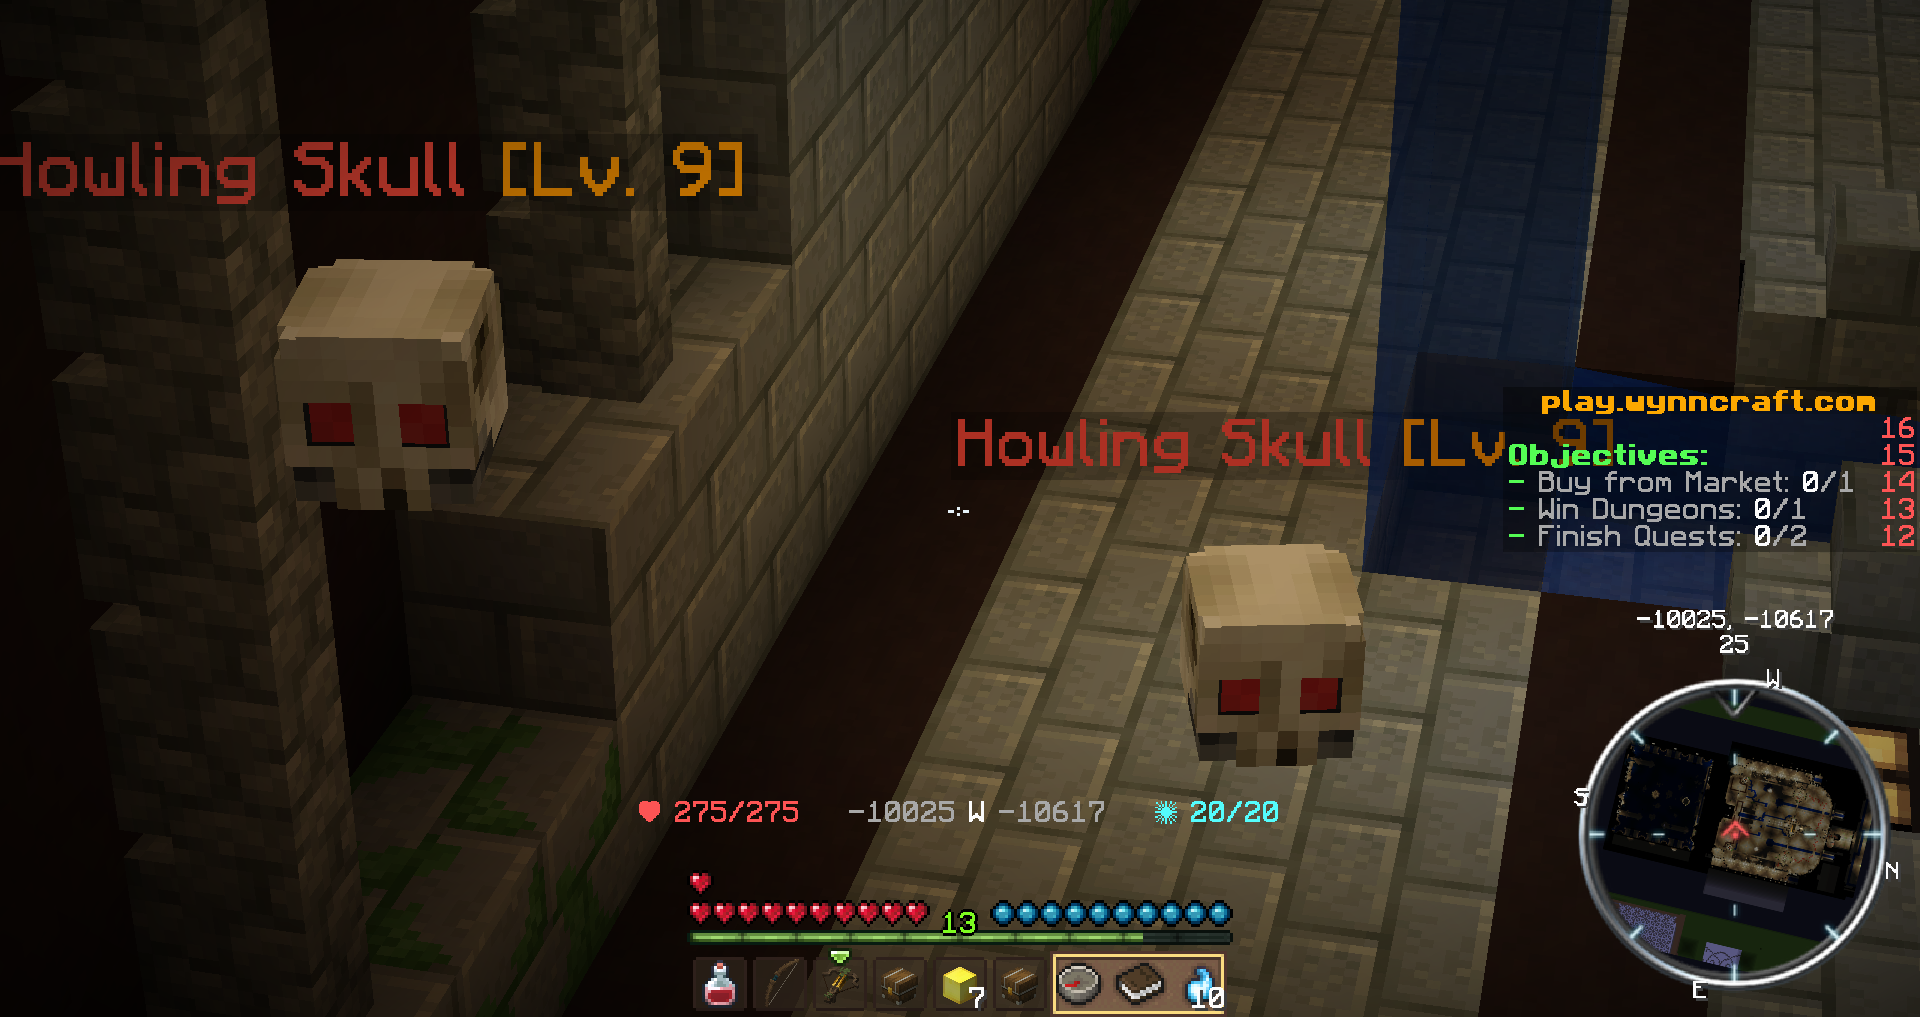 Howling Skull [Lv. 9]
Howling Skull [Lv. 9]
play.wynncraft.com
16
Objectives: 15
- Buy from Market: 0/1 14
- Win Dungeons: 0/1 13
- Finish Quests: 0/2 12
-10025, -10617
25
W
S
N
E
275/275 -10025 W -10617 20/20
13
7
10